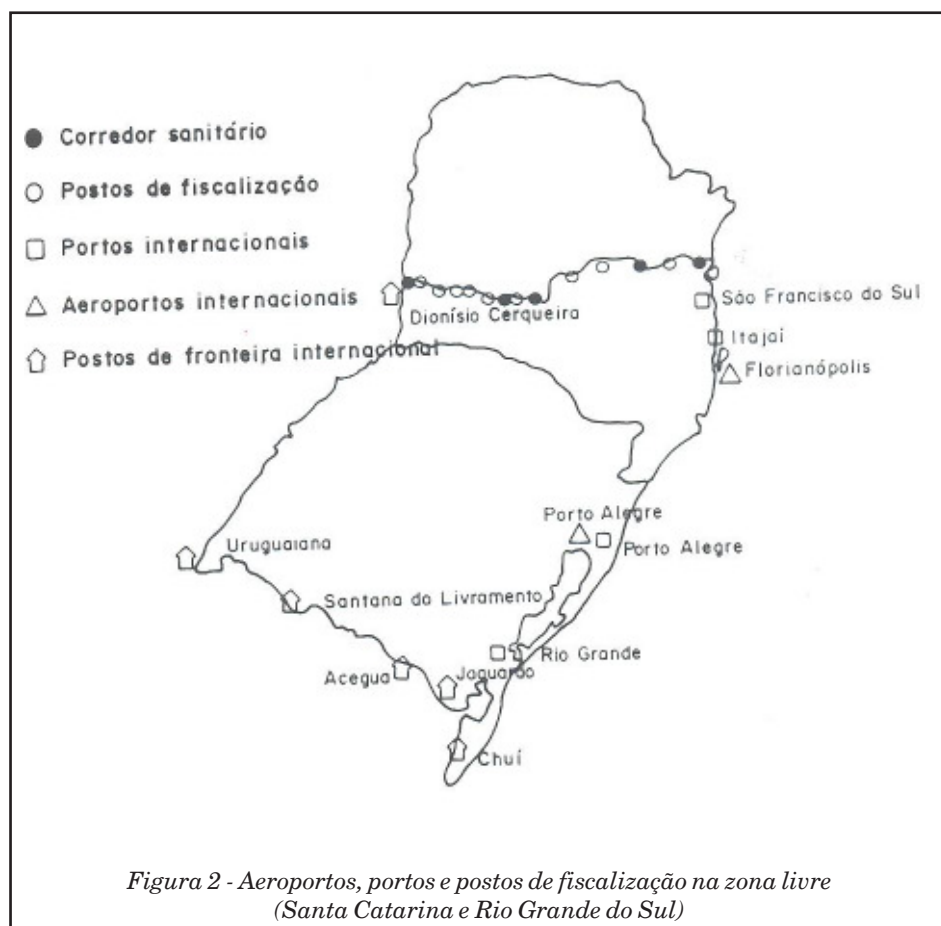 Corredor sanitário
Postos de fiscalização
Portos internacionais
Aeroportos internacionais
Postos de fronteira internacional
Dionísio Cerqueira
São Francisco do Sul
Itajaí
Florianópolis
Porto Alegre
Porto Alegre
Uruguaiana
Santana do Livramento
Rio Grande
Acegua
Jaguarão
Chuí
Figura 2 - Aeroportos, portos e postos de fiscalização na zona livre
(Santa Catarina e Rio Grande do Sul)